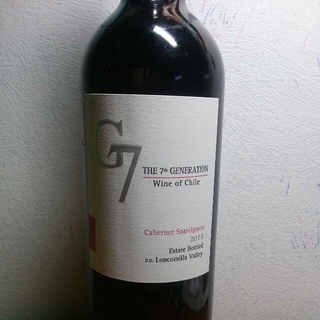 G7
THE 7th GENERATION
Wine of Chile
Cabernet Sauvignon
2014
Estate Bottled
D.O. Loncomilla Valley